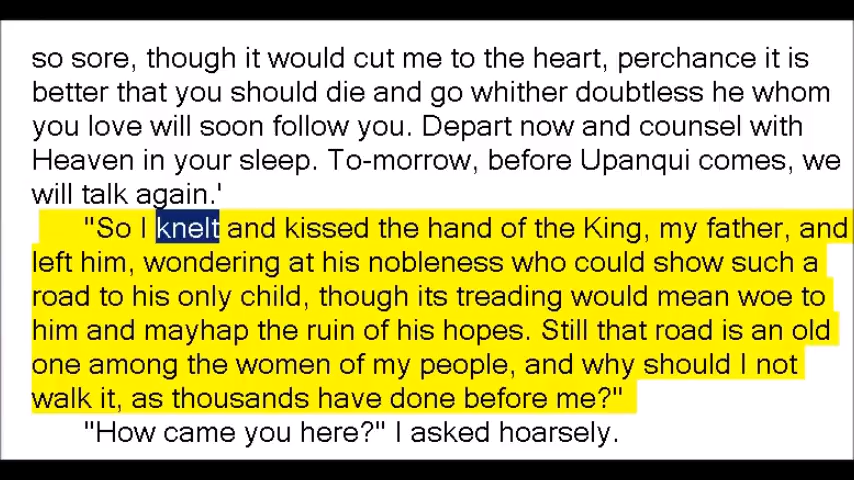 so sore, though it would cut me to the heart, perchance it is
better that you should die and go whither doubtless he whom
you love will soon follow you. Depart now and counsel with
Heaven in your sleep. To-morrow, before Upanqui comes, we
will talk again.'
"So I knelt and kissed the hand of the King, my father, and
left him, wondering at his nobleness who could show such a
road to his only child, though its treading would mean woe to
him and mayhap the ruin of his hopes. Still that road is an old
one among the women of my people, and why should I not
walk it, as thousands have done before me?"
"How came you here?" I asked hoarsely.